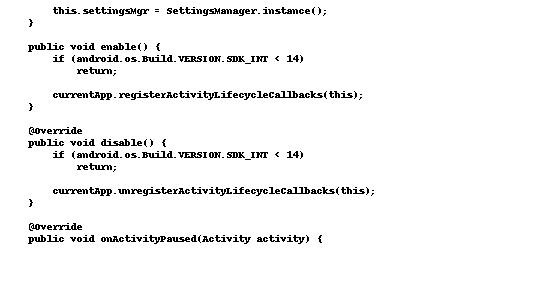 this.settingsMgr = SettingsManager.instance();
}
public void enable() {
if (android.os.Build.VERSION.SDK_INT < 14)
return;
currentApp.registerActivityLifecycleCallbacks(this);
}
@Override
public void disable() {
if (android.os.Build.VERSION.SDK_INT < 14)
return;
currentApp.unregisterActivityLifecycleCallbacks(this);
}
@Override
public void onActivityPaused(Activity activity) {